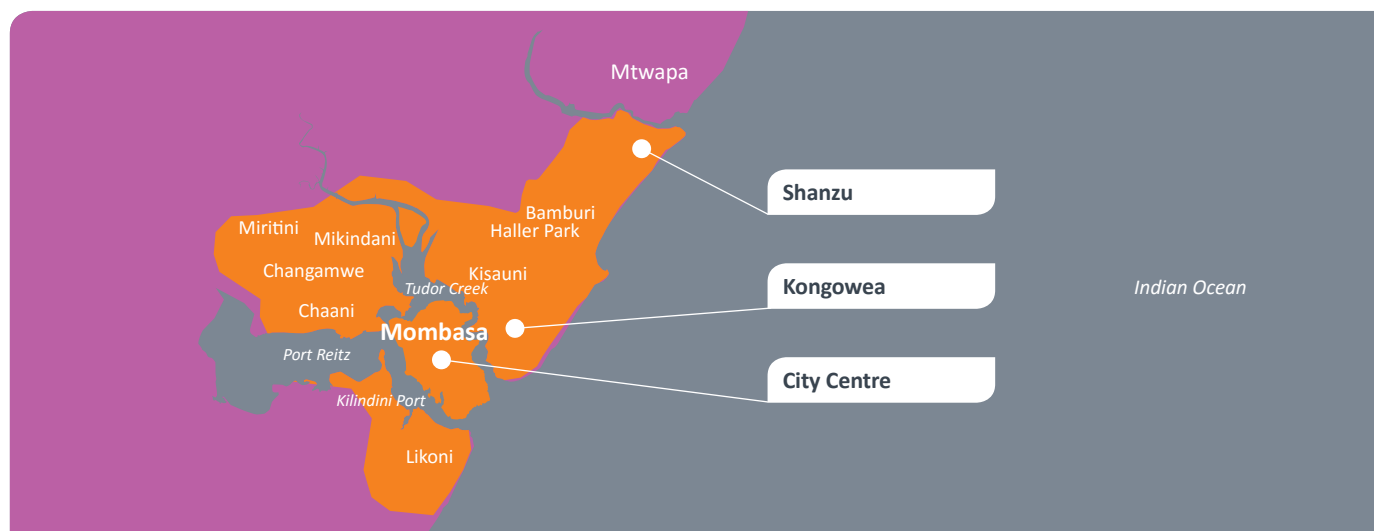 Mtwapa
Shanzu
Bamburi
Haller Park
Miritini
Mikindani
Changamwe
Kisauni
Tudor Creek
Kongowea
Indian Ocean
Chaani
Mombasa
Port Reitz
City Centre
Kilindini Port
Likoni